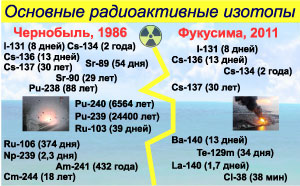 Основные радиоактивные изотопы
Чернобыль, 1986
I-131 (8 дней) Cs-134 (2 года)
Cs-136 (13 дней)
Cs-137 (30 лет) Sr-89 (54 дня)
Sr-90 (29 лет)
Pu-238 (88 лет)
Pu-240 (6564 лет)
Pu-239 (24400 лет)
Ru-103 (39 дней)
Ru-106 (374 дня)
Np-239 (2,3 дня)
Am-241 (432 года)
Cm-244 (18 лет)
Фукусима, 2011
I-131 (8 дней)
Cs-136 (13 дней)
Cs-134 (2 года)
Cs-137 (30 лет)
Ba-140 (13 дней)
Te-129m (34 дня)
La-140 (1,7 дней)
Cl-38 (38 мин)